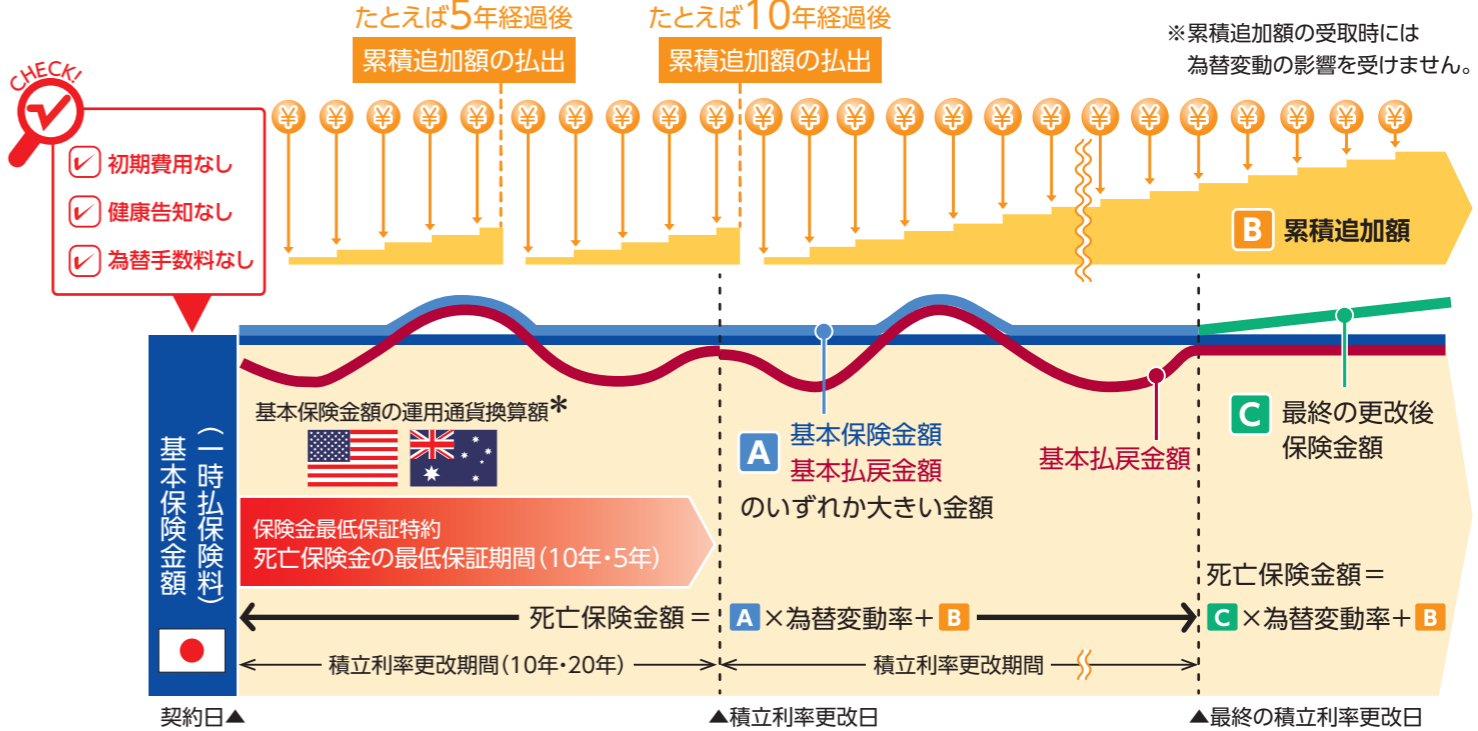 たとえば5年経過後
累積追加額の払出
たとえば10年経過後
累積追加額の払出
※累積追加額の受取時には
為替変動の影響を受けません。
CHECK!
初期費用なし
健康告知なし
為替手数料なし
¥ ¥ ¥ ¥ ¥ ¥ ¥ ¥ ¥ ¥ ¥ ¥ ¥ ¥ ¥ ¥ ¥ ¥ ¥ ¥ ¥ ¥ ¥ ¥
B 累積追加額
基本保険金額
（一時払保険料）
基本保険金額の運用通貨換算額*
A 基本保険金額
基本払戻金額
のいずれか大きい金額
基本払戻金額
C 最終の更改後
保険金額
保険金最低保証特約
死亡保険金の最低保証期間(10年・5年)
死亡保険金額＝ A×為替変動率＋B
死亡保険金額＝
C×為替変動率＋B
積立利率更改期間(10年・20年)
積立利率更改期間
契約日▲
▲積立利率更改日
▲最終の積立利率更改日